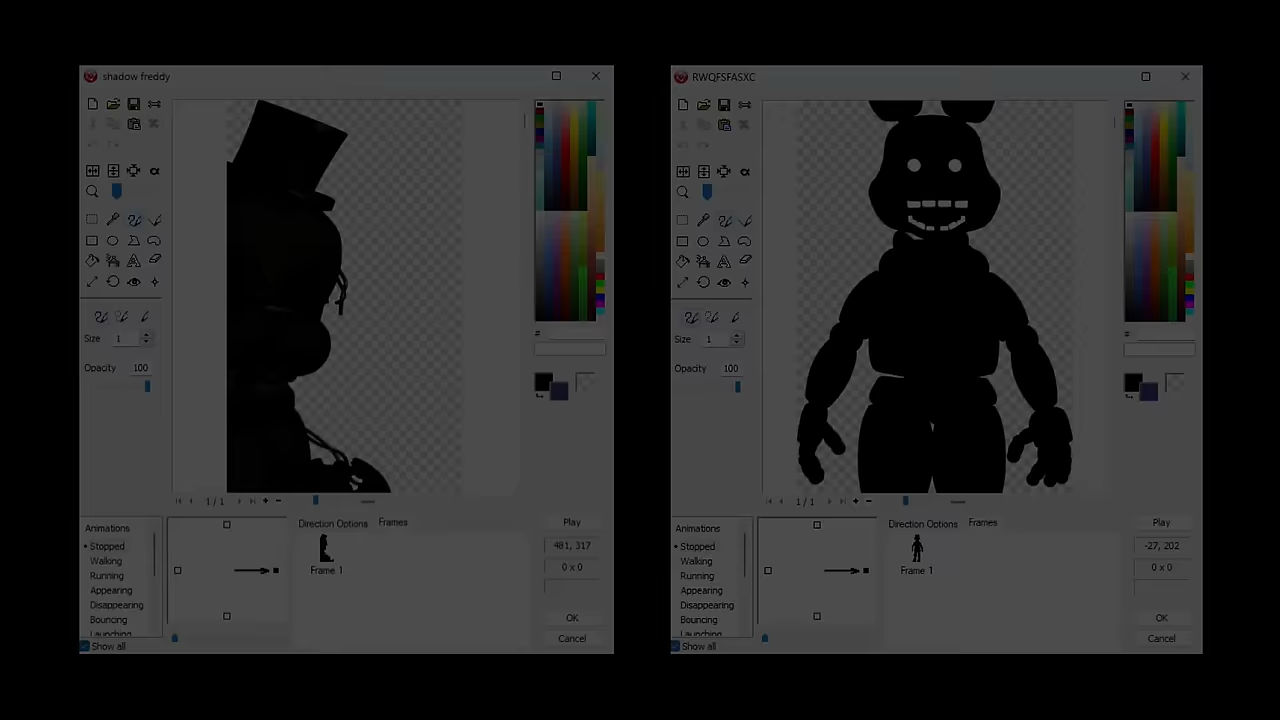 shadow freddy
Size 1
Opacity 100
#
1 / 1
Animations
Stopped
Walking
Running
Appearing
Disappearing
Bouncing
Launching
Show all
Direction Options Frames
Frame 1
Play
481, 317
0 x 0
OK
Cancel
RWQFSFASXC
Size 1
Opacity 100
#
1 / 1
Animations
Stopped
Walking
Running
Appearing
Disappearing
Bouncing
Launching
Show all
Direction Options Frames
Frame 1
Play
-27, 202
0 x 0
OK
Cancel